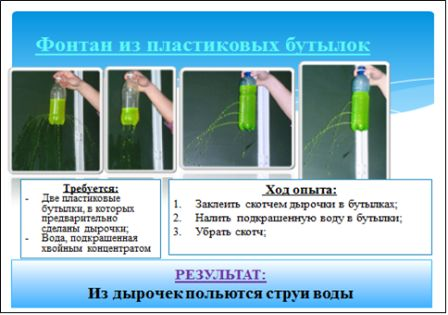 Фонтан из пластиковых бутылок
Требуется:
- Две пластиковые
бутылки, в которых
предварительно
сделаны дырочки;
- Вода, подкрашенная
хвойным концентратом
Ход опыта:
1. Заклеить скотчем дырочки в бутылках;
2. Налить подкрашенную воду в бутылки;
3. Убрать скотч;
РЕЗУЛЬТАТ:
Из дырочек польются струи воды